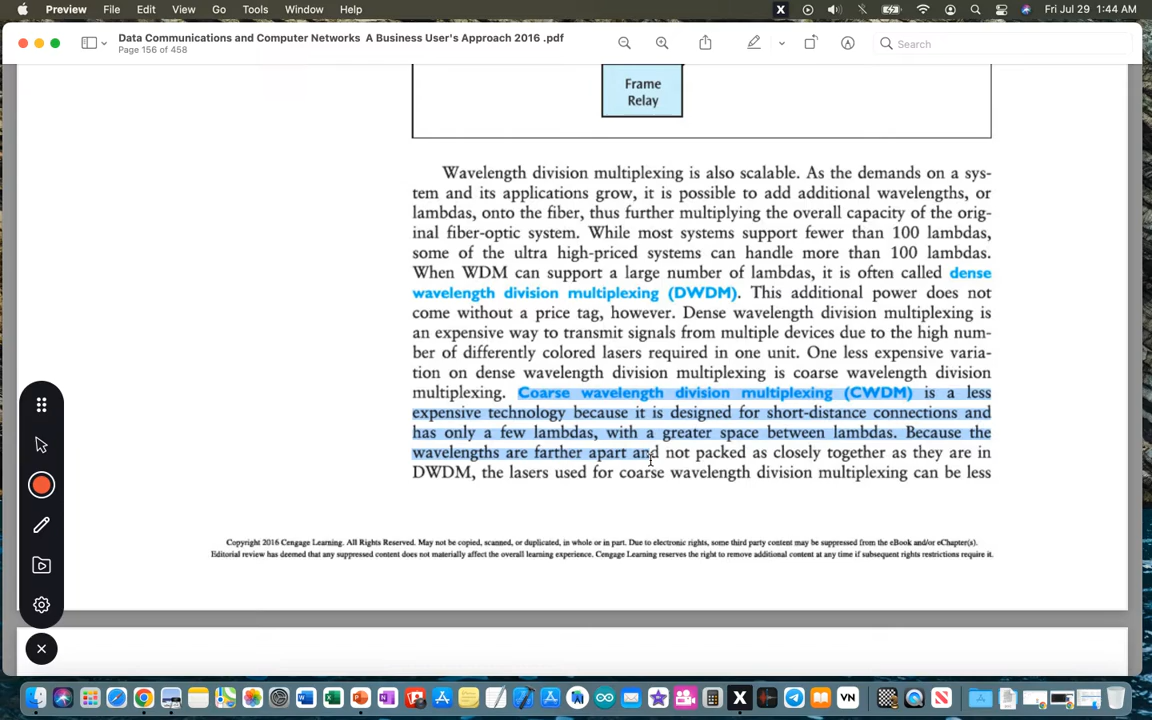 Preview File Edit View Go Tools Window Help X Fri Jul 29 1:44 AM
Data Communications and Computer Networks A Business User's Approach 2016 .pdf
Page 156 of 458
Search
Frame
Relay
Wavelength division multiplexing is also scalable. As the demands on a sys-
tem and its applications grow, it is possible to add additional wavelengths, or
lambdas, onto the fiber, thus further multiplying the overall capacity of the orig-
inal fiber-optic system. While most systems support fewer than 100 lambdas,
some of the ultra high-priced systems can handle more than 100 lambdas.
When WDM can support a large number of lambdas, it is often called dense
wavelength division multiplexing (DWDM). This additional power does not
come without a price tag, however. Dense wavelength division multiplexing is
an expensive way to transmit signals from multiple devices due to the high num-
ber of differently colored lasers required in one unit. One less expensive varia-
tion on dense wavelength division multiplexing is coarse wavelength division
multiplexing. Coarse wavelength division multiplexing (CWDM) is a less
expensive technology because it is designed for short-distance connections and
has only a few lambdas, with a greater space between lambdas. Because the
wavelengths are farther apart and not packed as closely together as they are in
DWDM, the lasers used for coarse wavelength division multiplexing can be less
Copyright 2016 Cengage Learning. All Rights Reserved. May not be copied, scanned, or duplicated, in whole or in part. Due to electronic rights, some third party content may be suppressed from the eBook and/or eChapter(s).
Editorial review has deemed that any suppressed content does not materially affect the overall learning experience. Cengage Learning reserves the right to remove additional content at any time if subsequent rights restrictions require it.
W X P N A X VN